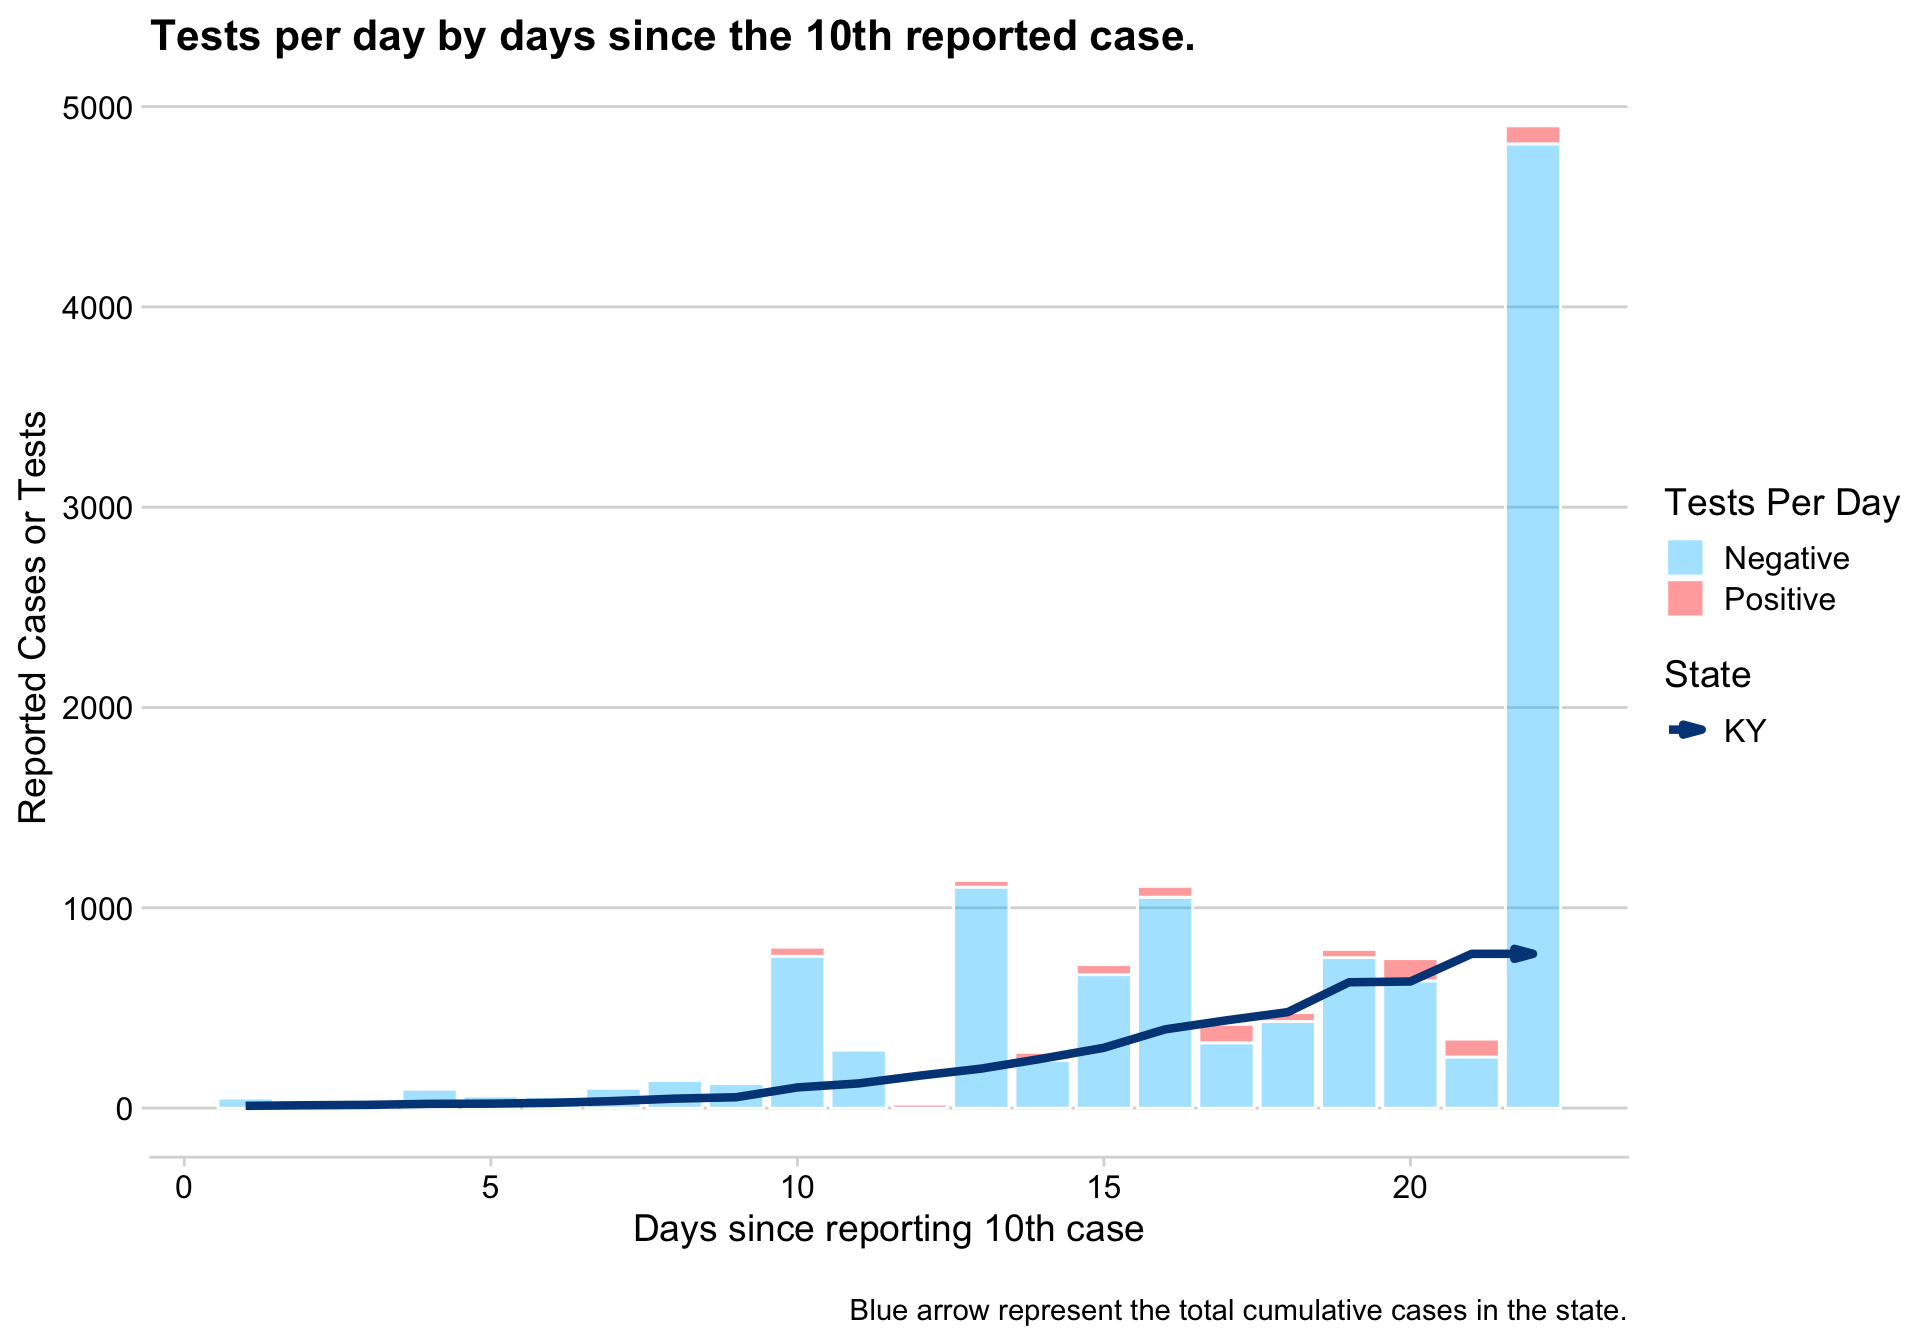 Tests per day by days since the 10th reported case.
5000
4000
3000
2000
1000
0
Reported Cases or Tests
0 5 10 15 20
Days since reporting 10th case
Tests Per Day
Negative
Positive
State
KY
Blue arrow represent the total cumulative cases in the state.